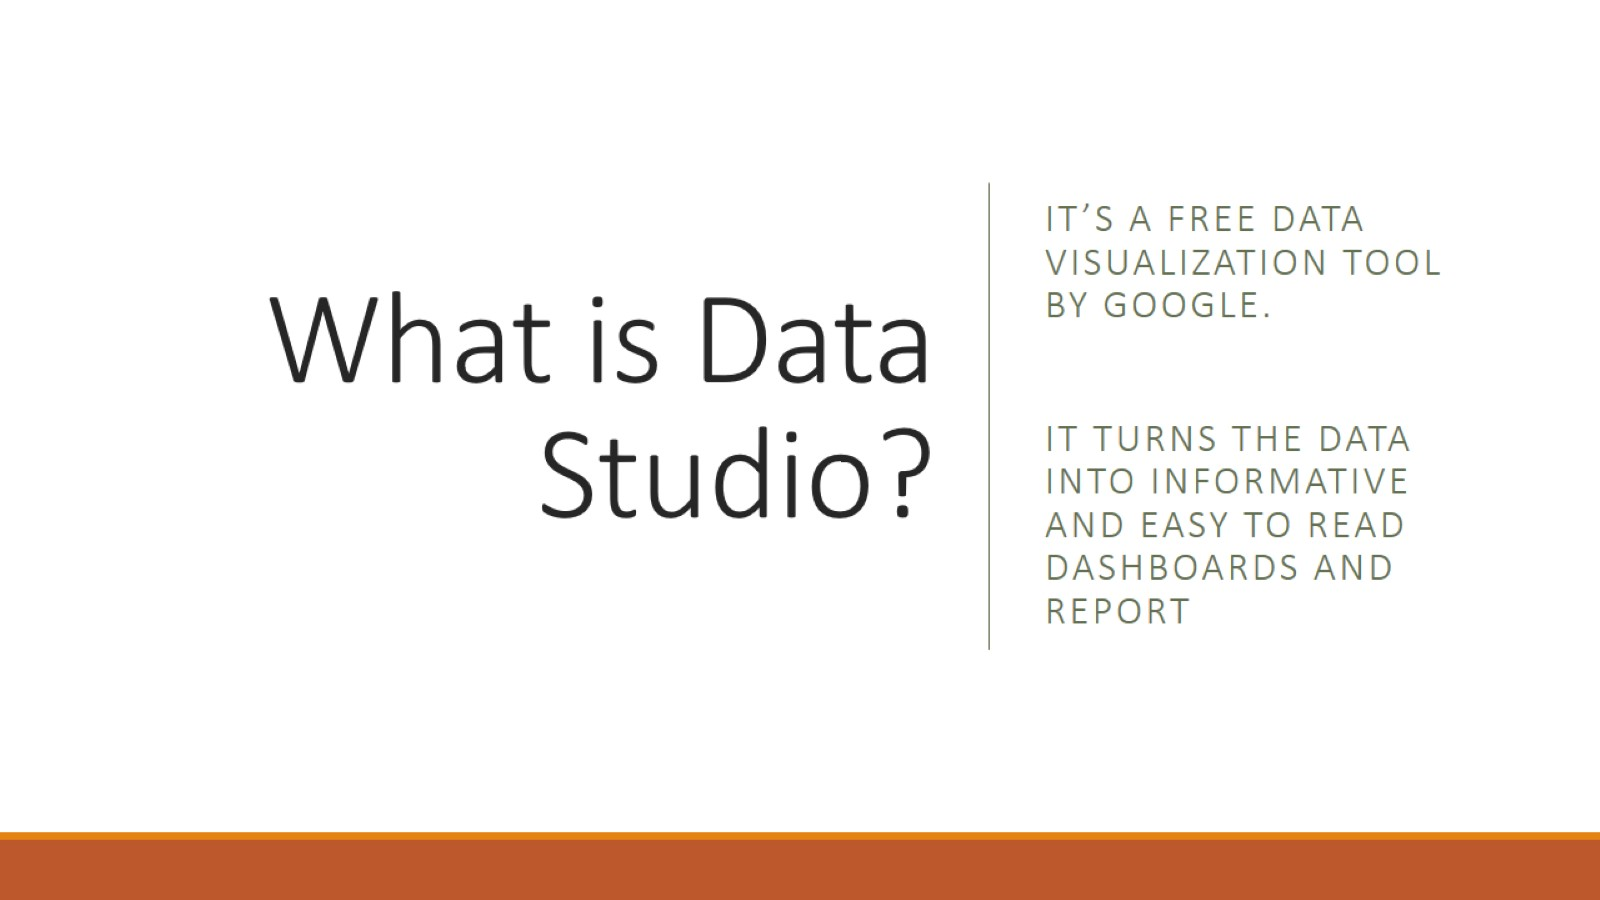 What is Data
Studio?
IT’S A FREE DATA
VISUALIZATION TOOL
BY GOOGLE.
IT TURNS THE DATA
INTO INFORMATIVE
AND EASY TO READ
DASHBOARDS AND
REPORT